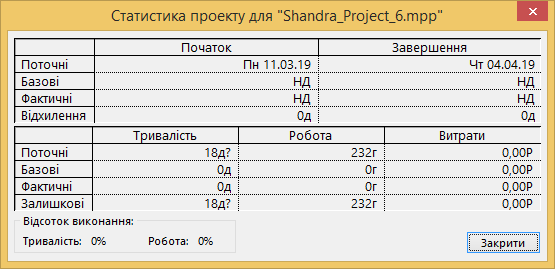 Статистика проекту для "Shandra_Project_6.mpp"
Початок Завершення
Поточні Пн 11.03.19 Чт 04.04.19
Базові НД НД
Фактичні НД НД
Відхилення 0д 0д
Тривалість Робота Витрати
Поточні 18д? 232г 0,00Р
Базові 0д 0г 0,00Р
Фактичні 0д 0г 0,00Р
Залишкові 18д? 232г 0,00Р
Відсоток виконання:
Тривалість: 0% Робота: 0%
Закрити